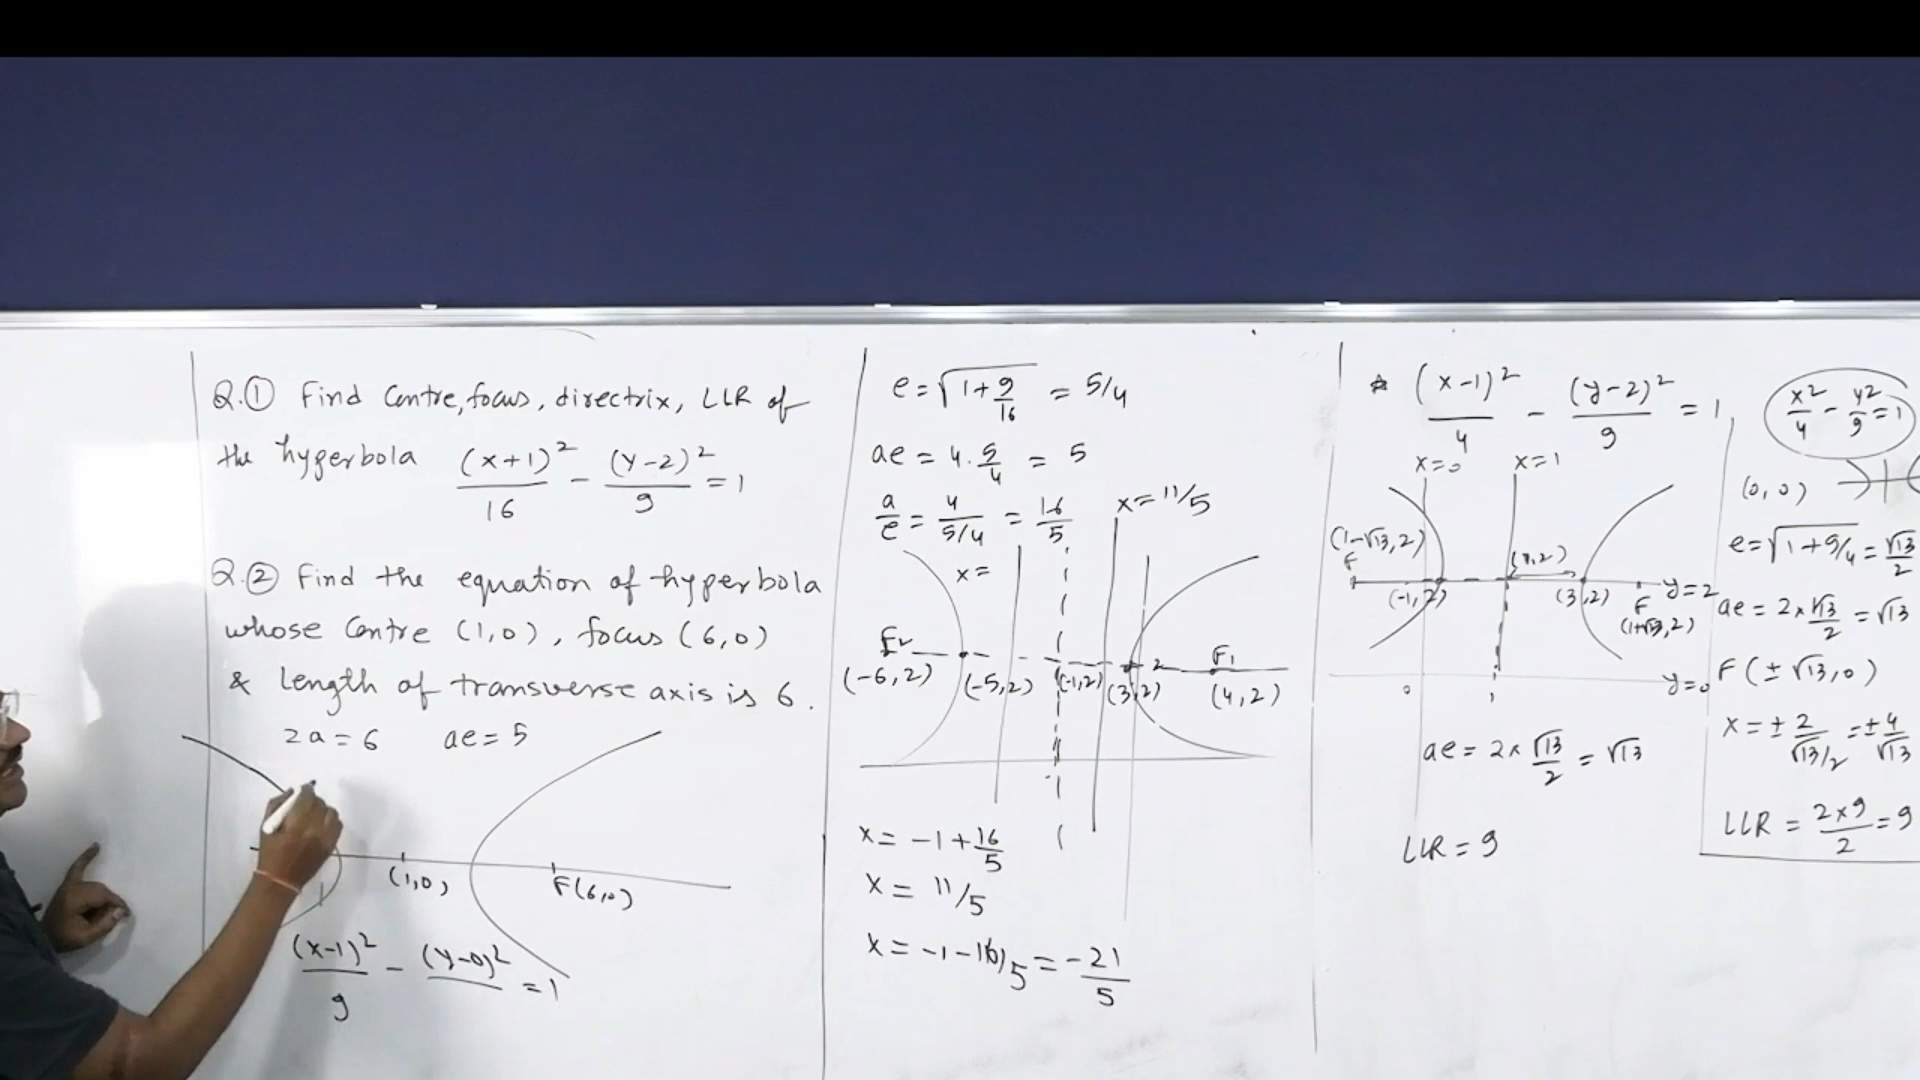 Q.① Find Centre, focus, directrix, LLR of
the hyperbola (x+1)²/16 - (y-2)²/9 = 1
Q.② Find the equation of hyperbola
whose Centre (1,0), focus (6,0)
& length of transverse axis is 6.
2a = 6 ae = 5
(1,0) F(6,0)
(x-1)²/9 - (y-0)²/ = 1
e = √(1+9/16) = 5/4
ae = 4.5/4 = 5
a/e = 4/(5/4) = 16/5
x = 11/5
x =
F₂ F₁
(-6,2) (-5,2) (-1,2) (3,2) (4,2)
x = -1 + 16/5
x = 11/5
x = -1 - 16/5 = -21/5
(x-1)²/4 - (y-2)²/9 = 1
x=0 x=1
(1-√13,2)
F
(1,2)
y=2
(-1,2) (3,2) F
(1+√13,2)
0 1 y=0
ae = 2 × √13/2 = √13
LLR = 9
x²/4 - y²/9 = 1
(0,0)
e = √(1+9/4) = √13/2
ae = 2 × √13/2 = √13
F(±√13,0)
x = ± 2/(√13/2) = ± 4/√13
LLR = (2×9)/2 = 9